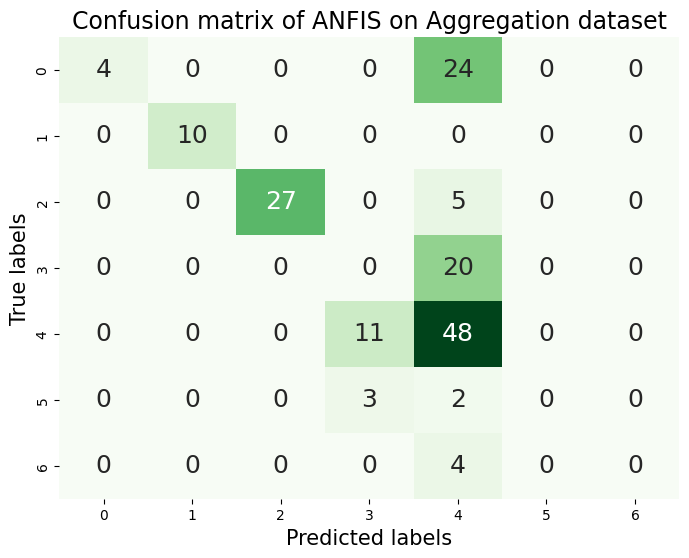 Confusion matrix of ANFIS on Aggregation dataset
True labels
0 4 0 0 0 24 0 0
1 0 10 0 0 0 0 0
2 0 0 27 0 5 0 0
3 0 0 0 0 20 0 0
4 0 0 0 11 48 0 0
5 0 0 0 3 2 0 0
6 0 0 0 0 4 0 0
0 1 2 3 4 5 6
Predicted labels